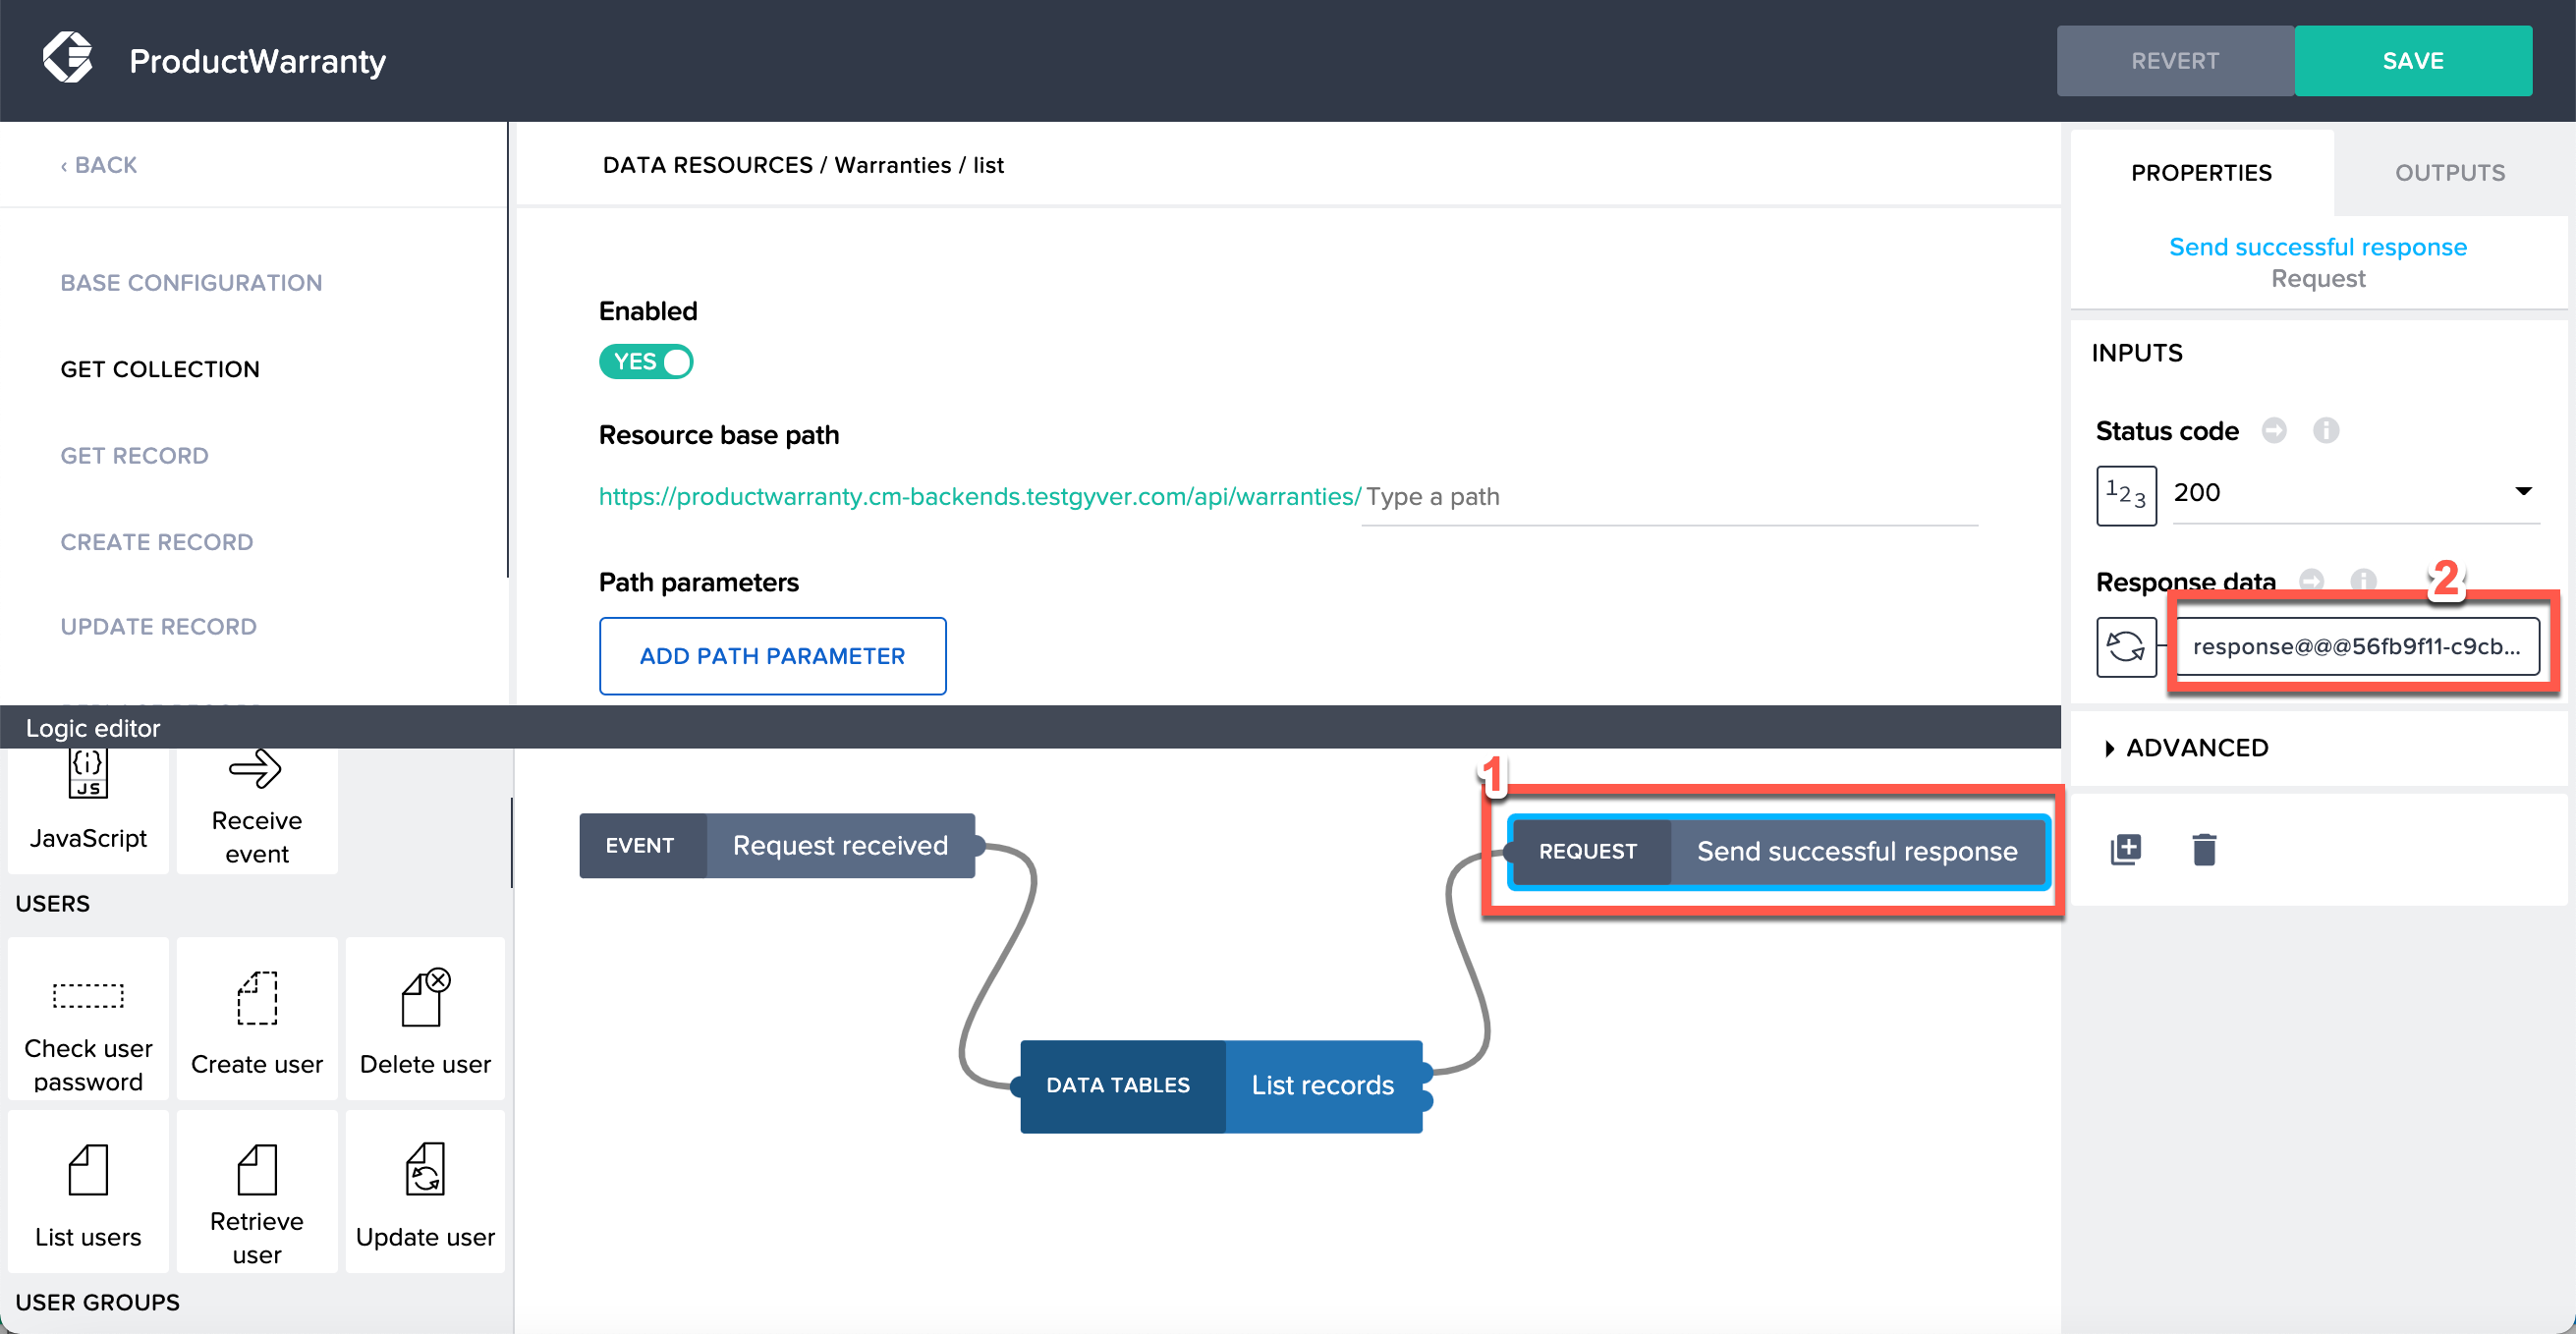 ProductWarranty
REVERT
SAVE
‹ BACK
BASE CONFIGURATION
GET COLLECTION
GET RECORD
CREATE RECORD
UPDATE RECORD
DATA RESOURCES / Warranties / list
Enabled
YES
Resource base path
https://productwarranty.cm-backends.testgyver.com/api/warranties/ Type a path
Path parameters
ADD PATH PARAMETER
PROPERTIES
OUTPUTS
Send successful response
Request
INPUTS
Status code
123
200
Response data
2
response@@@56fb9f11-c9cb...
ADVANCED
Logic editor
{i}
JS
JavaScript
Receive
event
USERS
Check user
password
Create user
Delete user
List users
Retrieve
user
Update user
USER GROUPS
EVENT
Request received
DATA TABLES
List records
1
REQUEST
Send successful response